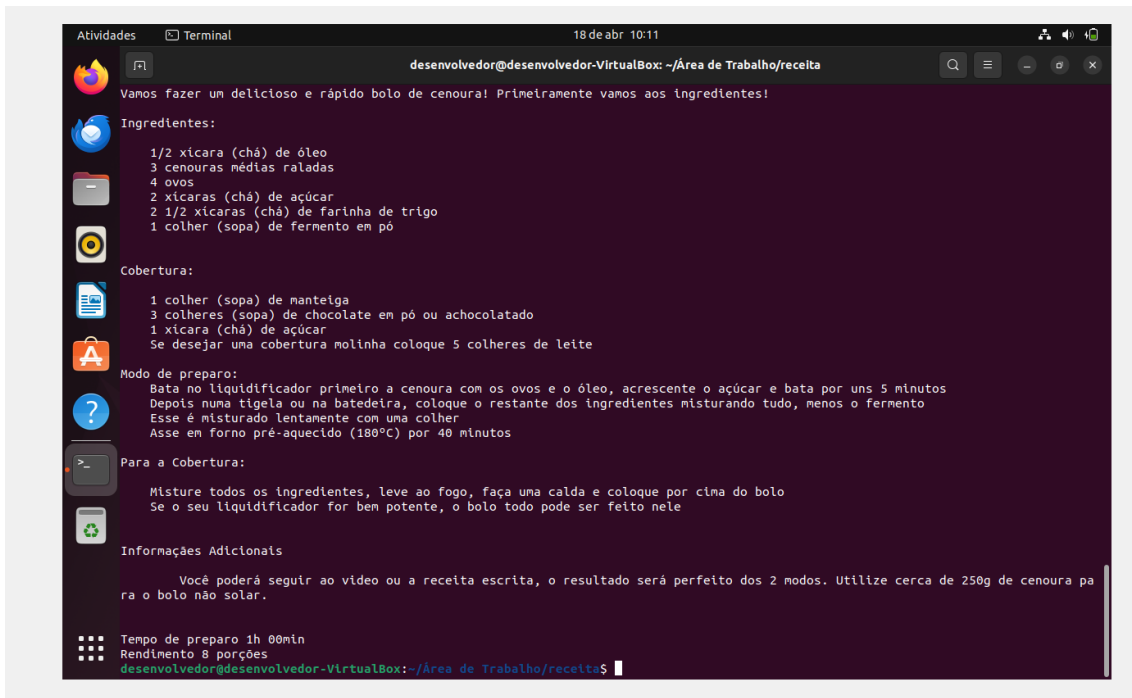 Atividades Terminal 18 de abr 10:11
desenvolvedor@desenvolvedor-VirtualBox: ~/Área de Trabalho/receita
Vamos fazer um delicioso e rápido bolo de cenoura! Primeiramente vamos aos ingredientes!
Ingredientes:
1/2 xícara (chá) de óleo
3 cenouras médias raladas
4 ovos
2 xícaras (chá) de açúcar
2 1/2 xícaras (chá) de farinha de trigo
1 colher (sopa) de fermento em pó
Cobertura:
1 colher (sopa) de manteiga
3 colheres (sopa) de chocolate em pó ou achocolatado
1 xícara (chá) de açúcar
Se desejar uma cobertura molinha coloque 5 colheres de leite
Modo de preparo:
Bata no liquidificador primeiro a cenoura com os ovos e o óleo, acrescente o açúcar e bata por uns 5 minutos
Depois numa tigela ou na batedeira, coloque o restante dos ingredientes misturando tudo, menos o fermento
Esse é misturado lentamente com uma colher
Asse em forno pré-aquecido (180ºC) por 40 minutos
Para a Cobertura:
Misture todos os ingredientes, leve ao fogo, faça uma calda e coloque por cima do bolo
Se o seu liquidificador for bem potente, o bolo todo pode ser feito nele
Informações Adicionais
Você poderá seguir ao vídeo ou a receita escrita, o resultado será perfeito dos 2 modos. Utilize cerca de 250g de cenoura pa
ra o bolo não solar.
Tempo de preparo 1h 00min
Rendimento 8 porções
desenvolvedor@desenvolvedor-VirtualBox:~/Área de Trabalho/receita$